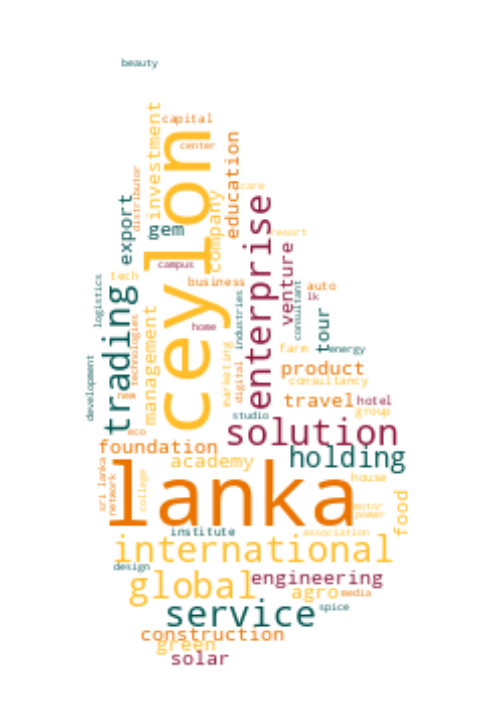 beauty
capital
investment
center
ceylon
education
distributor
care
export
gem
company
enterprise
resort
campus
venture
tech
business
auto
lk
logistics
trading
consultant
industries
tour
home
technologies
management
energy
farm
product
marketing
digital
consultancy
development
new
travel
hotel
studio
group
eco
solution
foundation
holding
academy
sri lanka
network
college
house
lanka
motor
power
food
institute
association
international
design
global
engineering
agro
media
service
spice
construction
green
solar